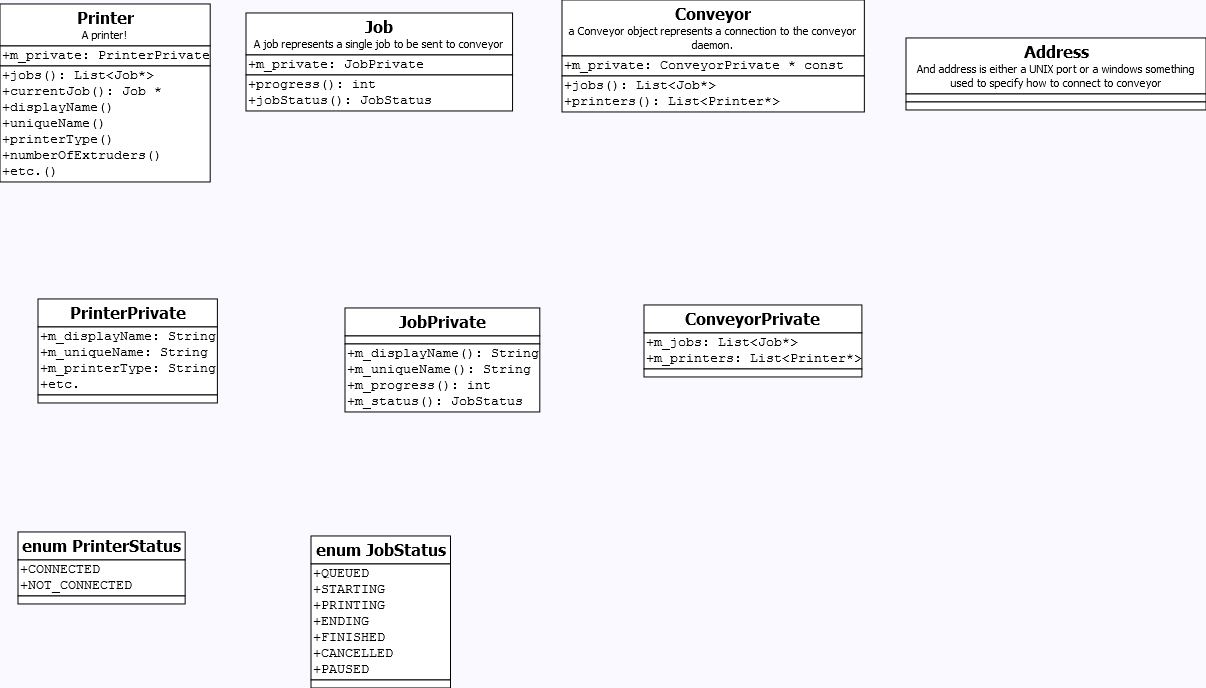 Printer
A printer!
+m_private: PrinterPrivate
+jobs(): List<Job*>
+currentJob(): Job *
+displayName()
+uniqueName()
+printerType()
+numberOfExtruders()
+etc.()
Job
A job represents a single job to be sent to conveyor
+m_private: JobPrivate
+progress(): int
+jobStatus(): JobStatus
Conveyor
a Conveyor object represents a connection to the conveyor
daemon.
+m_private: ConveyorPrivate * const
+jobs(): List<Job*>
+printers(): List<Printer*>
Address
And address is either a UNIX port or a windows something
used to specify how to connect to conveyor
PrinterPrivate
+m_displayName: String
+m_uniqueName: String
+m_printerType: String
+etc.
JobPrivate
+m_displayName(): String
+m_uniqueName(): String
+m_progress(): int
+m_status(): JobStatus
ConveyorPrivate
+m_jobs: List<Job*>
+m_printers: List<Printer*>
enum PrinterStatus
+CONNECTED
+NOT_CONNECTED
enum JobStatus
+QUEUED
+STARTING
+PRINTING
+ENDING
+FINISHED
+CANCELLED
+PAUSED